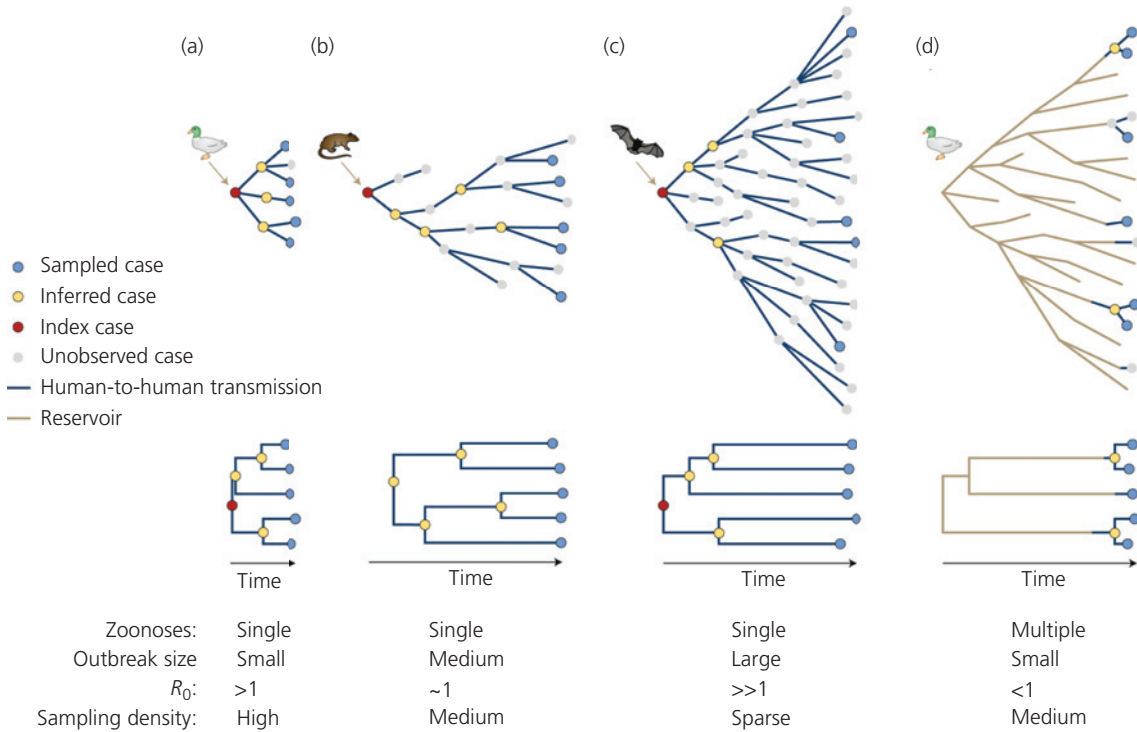 (a) (b) (c) (d)
Sampled case
Inferred case
Index case
Unobserved case
Human-to-human transmission
Reservoir
Time Time Time Time
Zoonoses: Single Single Single Multiple
Outbreak size Small Medium Large Small
R0: >1 ~1 >>1 <1
Sampling density: High Medium Sparse Medium